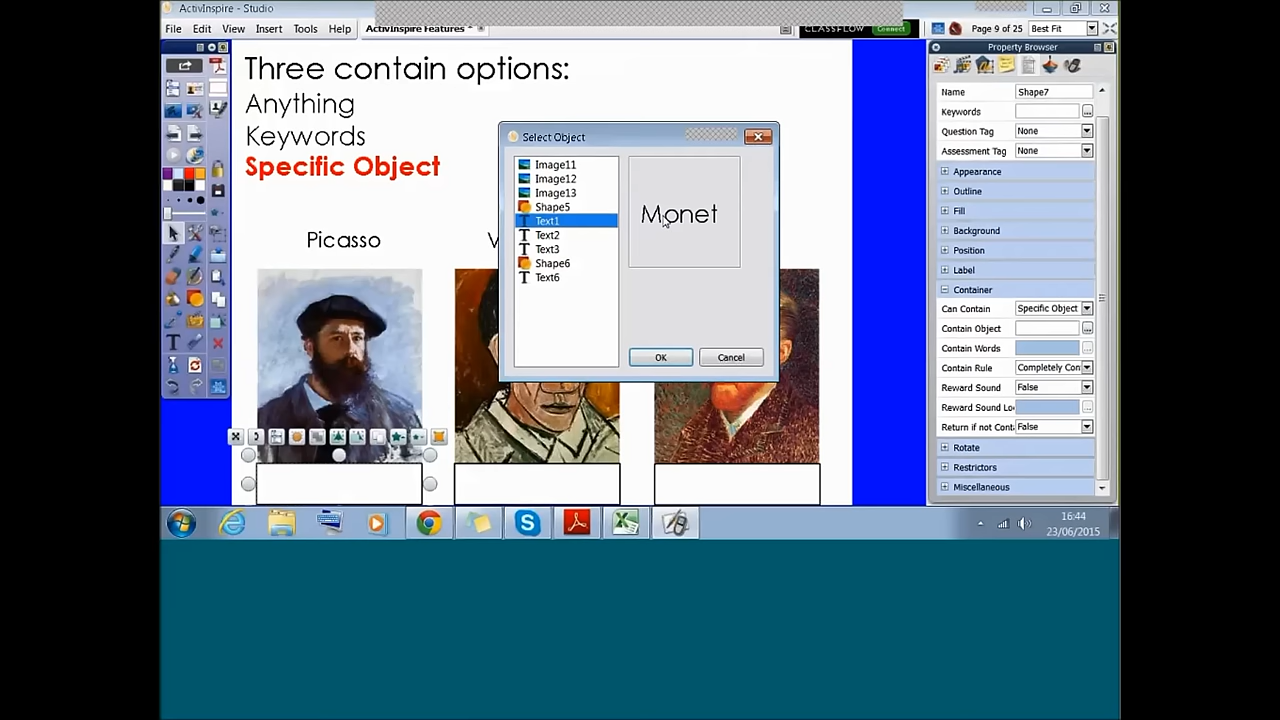 ActivInspire - Studio
File Edit View Insert Tools Help
ActivInspire Features *
CLASSFLOW Connect
Page 9 of 25 Best Fit
Three contain options:
Anything
Keywords
Specific Object
Picasso
V
Select Object
Image11
Image12
Image13
Shape5
Text1
Text2
Text3
Shape6
Text6
Monet
OK Cancel
Property Browser
Name Shape7
Keywords
Question Tag None
Assessment Tag None
Appearance
Outline
Fill
Background
Position
Label
Container
Can Contain Specific Object
Contain Object
Contain Words
Contain Rule Completely Con
Reward Sound False
Reward Sound Loc
Return if not Cont False
Rotate
Restrictors
Miscellaneous
16:44
23/06/2015